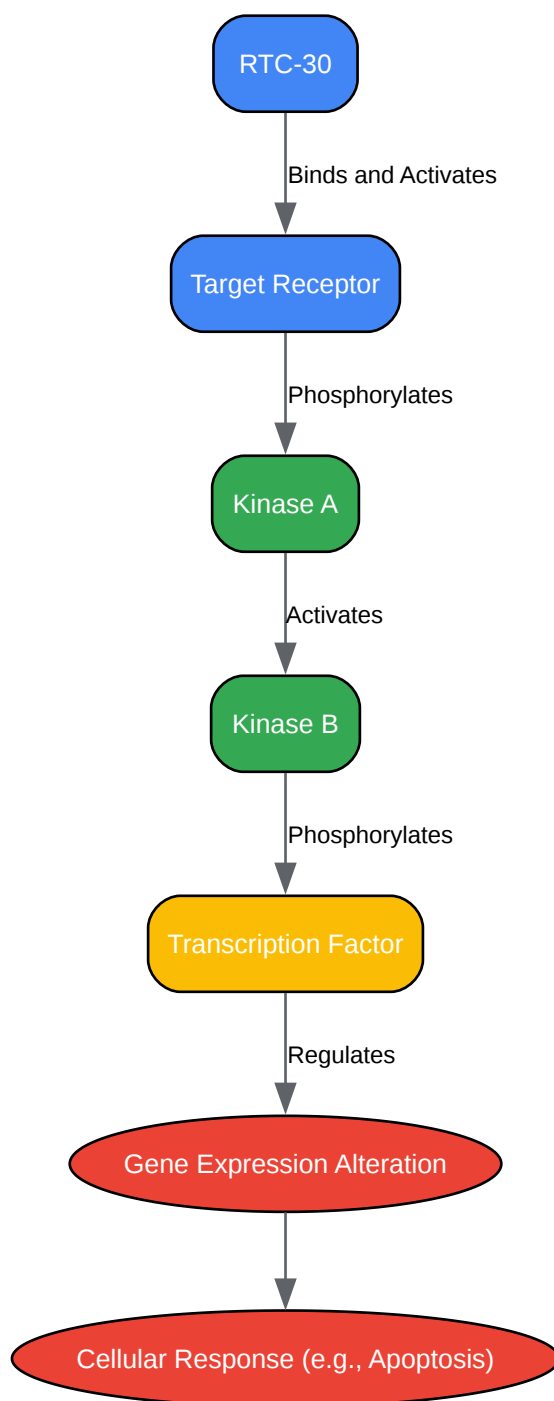 RTC-30
Binds and Activates
Target Receptor
Phosphorylates
Kinase A
Activates
Kinase B
Phosphorylates
Transcription Factor
Regulates
Gene Expression Alteration
Cellular Response (e.g., Apoptosis)